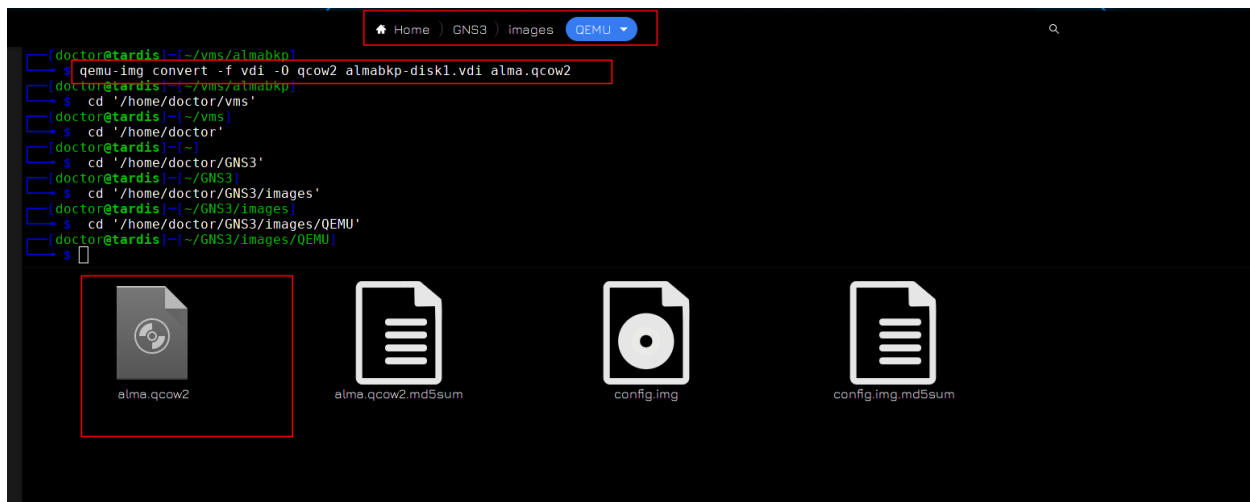 Home GNS3 images QEMU
[doctor@tardis]-[~/vms/almabkp]
$ qemu-img convert -f vdi -O qcow2 almabkp-disk1.vdi alma.qcow2
[doctor@tardis]-[~/vms/almabkp]
$ cd '/home/doctor/vms'
[doctor@tardis]-[~/vms]
$ cd '/home/doctor'
[doctor@tardis]-[~]
$ cd '/home/doctor/GNS3'
[doctor@tardis]-[~/GNS3]
$ cd '/home/doctor/GNS3/images'
[doctor@tardis]-[~/GNS3/images]
$ cd '/home/doctor/GNS3/images/QEMU'
[doctor@tardis]-[~/GNS3/images/QEMU]
$
alma.qcow2 alma.qcow2.md5sum config.img config.img.md5sum